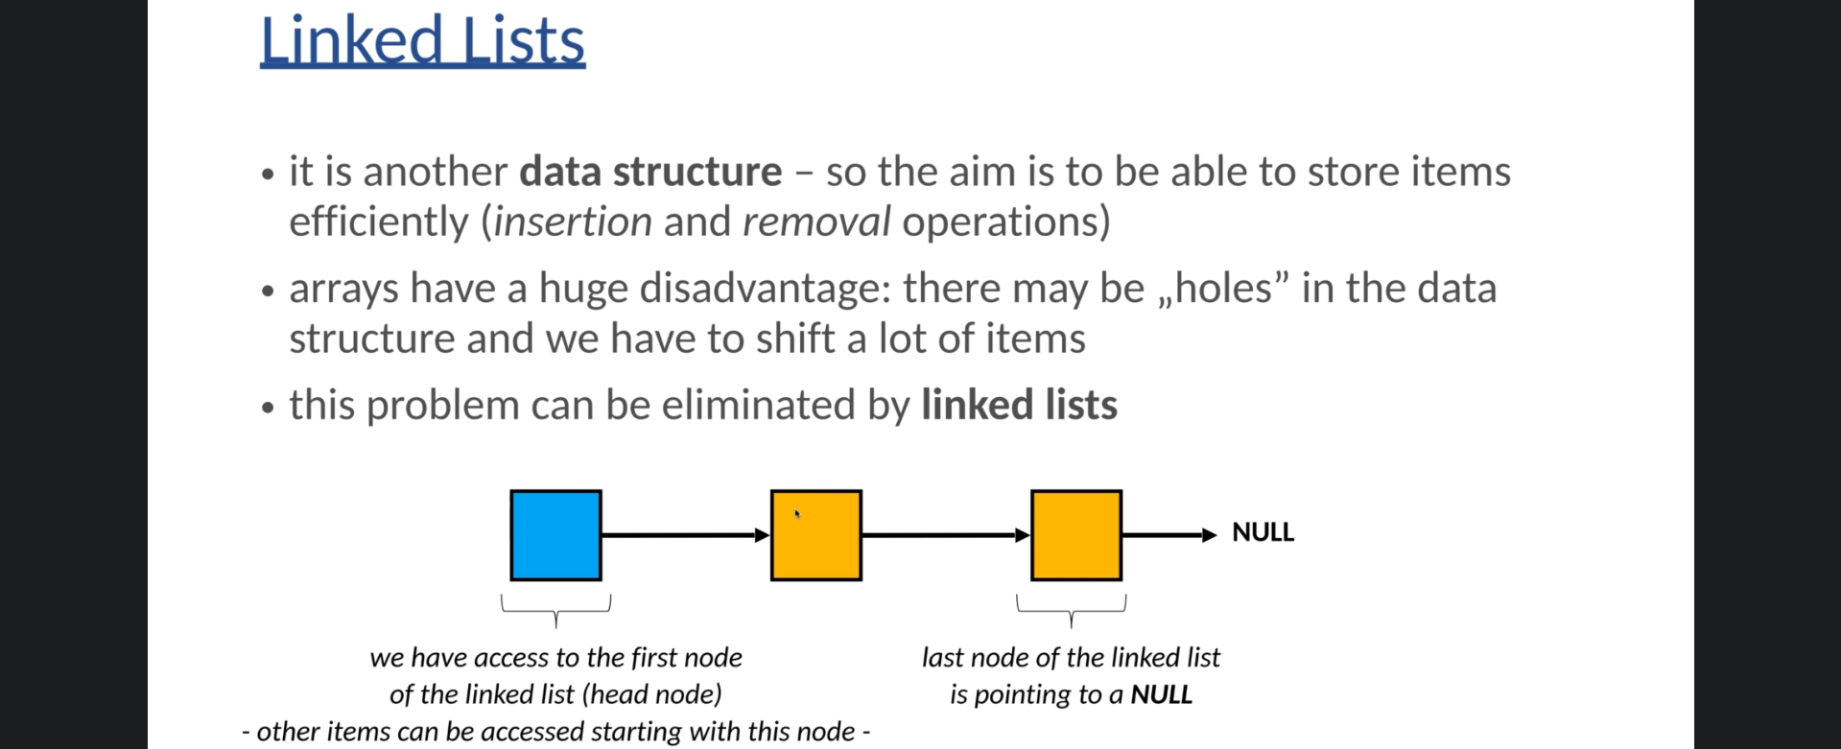 Linked Lists
• it is another data structure – so the aim is to be able to store items
efficiently (insertion and removal operations)
• arrays have a huge disadvantage: there may be „holes” in the data
structure and we have to shift a lot of items
• this problem can be eliminated by linked lists
NULL
we have access to the first node
of the linked list (head node)
- other items can be accessed starting with this node -
last node of the linked list
is pointing to a NULL